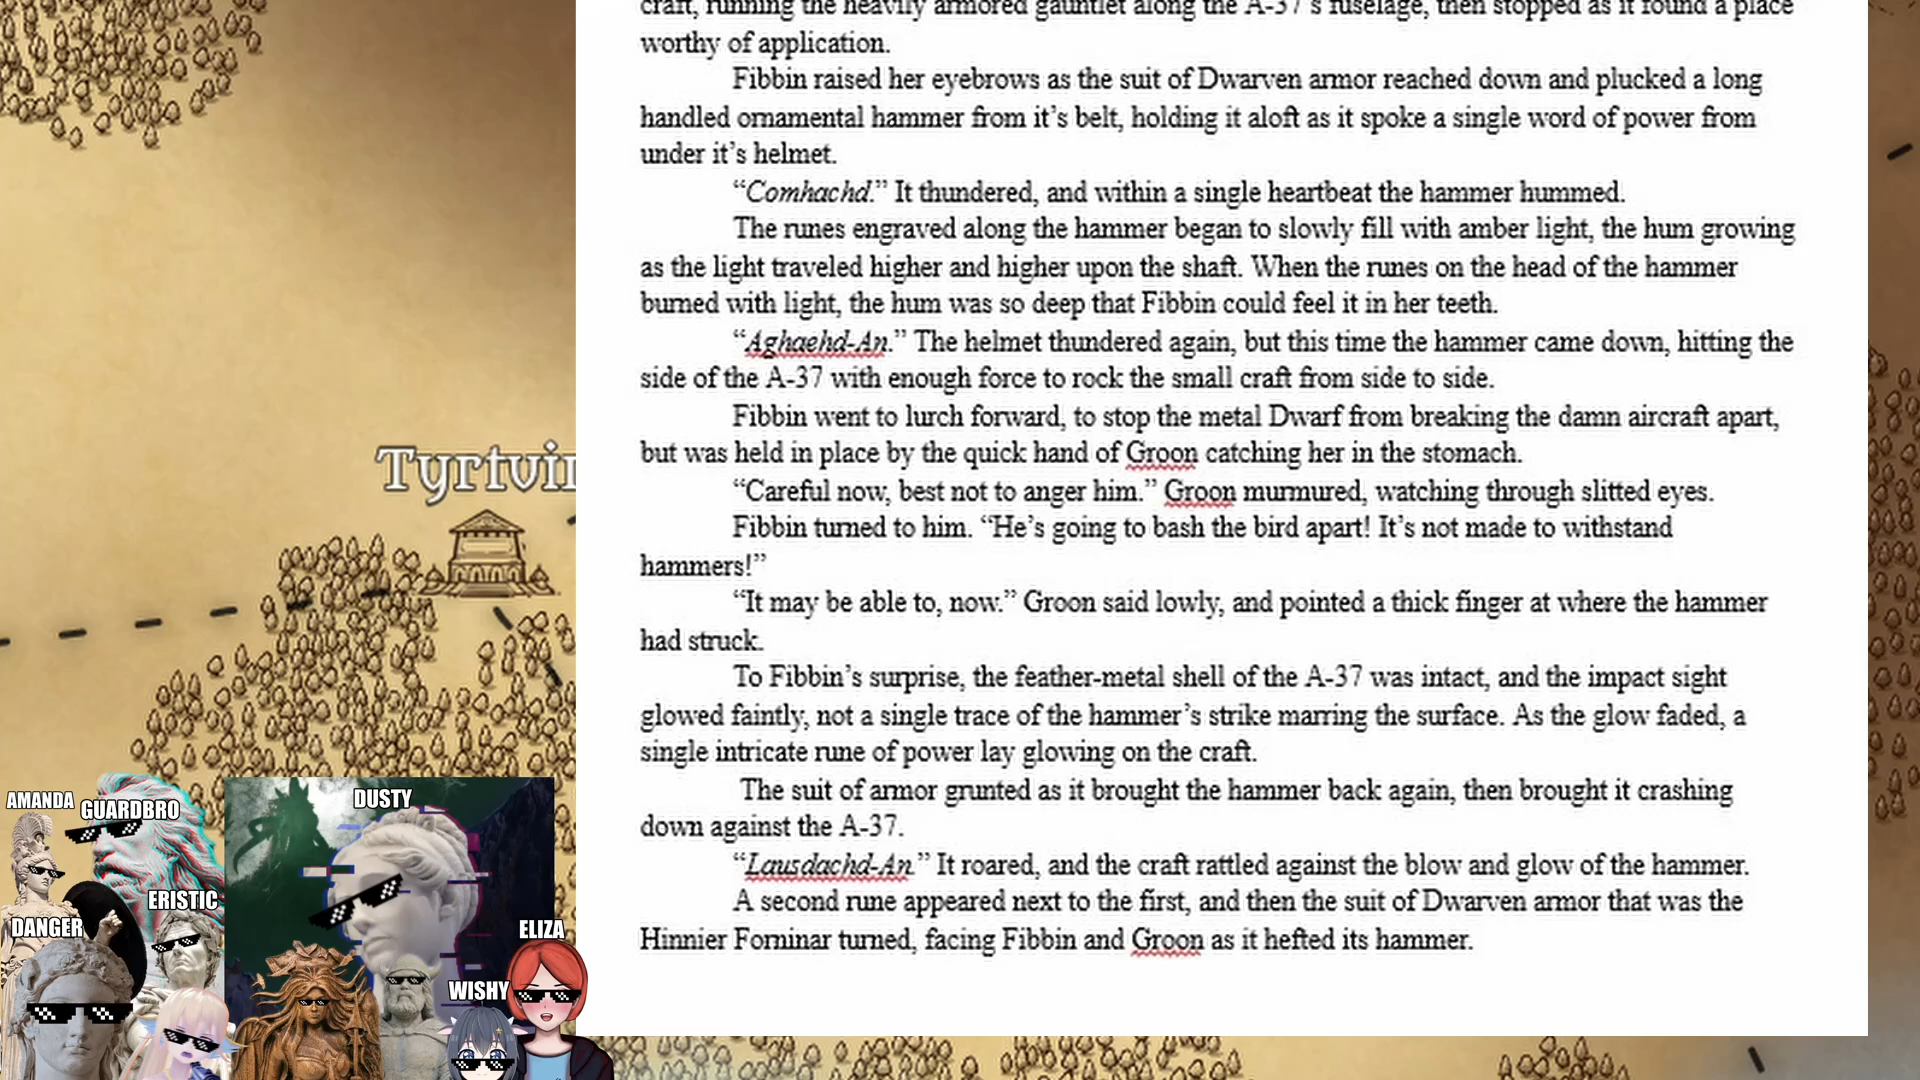 craft, running the heavily armored gauntlet along the A-37's fuselage, then stopped as it found a place
worthy of application.
Fibbin raised her eyebrows as the suit of Dwarven armor reached down and plucked a long
handled ornamental hammer from it's belt, holding it aloft as it spoke a single word of power from
under it's helmet.
“Comhachd.” It thundered, and within a single heartbeat the hammer hummed.
The runes engraved along the hammer began to slowly fill with amber light, the hum growing
as the light traveled higher and higher upon the shaft. When the runes on the head of the hammer
burned with light, the hum was so deep that Fibbin could feel it in her teeth.
“Aghaehd-An.” The helmet thundered again, but this time the hammer came down, hitting the
side of the A-37 with enough force to rock the small craft from side to side.
Fibbin went to lurch forward, to stop the metal Dwarf from breaking the damn aircraft apart,
but was held in place by the quick hand of Groon catching her in the stomach.
“Careful now, best not to anger him.” Groon murmured, watching through slitted eyes.
Fibbin turned to him. “He’s going to bash the bird apart! It’s not made to withstand
hammers!”
“It may be able to, now.” Groon said lowly, and pointed a thick finger at where the hammer
had struck.
To Fibbin’s surprise, the feather-metal shell of the A-37 was intact, and the impact sight
glowed faintly, not a single trace of the hammer’s strike marring the surface. As the glow faded, a
single intricate rune of power lay glowing on the craft.
The suit of armor grunted as it brought the hammer back again, then brought it crashing
down against the A-37.
“Lausdachd-An.” It roared, and the craft rattled against the blow and glow of the hammer.
A second rune appeared next to the first, and then the suit of Dwarven armor that was the
Hinnier Forninar turned, facing Fibbin and Groon as it hefted its hammer.
Tyrtvir
AMANDA
GUARDBRO
DUSTY
ERISTIC
DANGER
ELIZA
WISHY